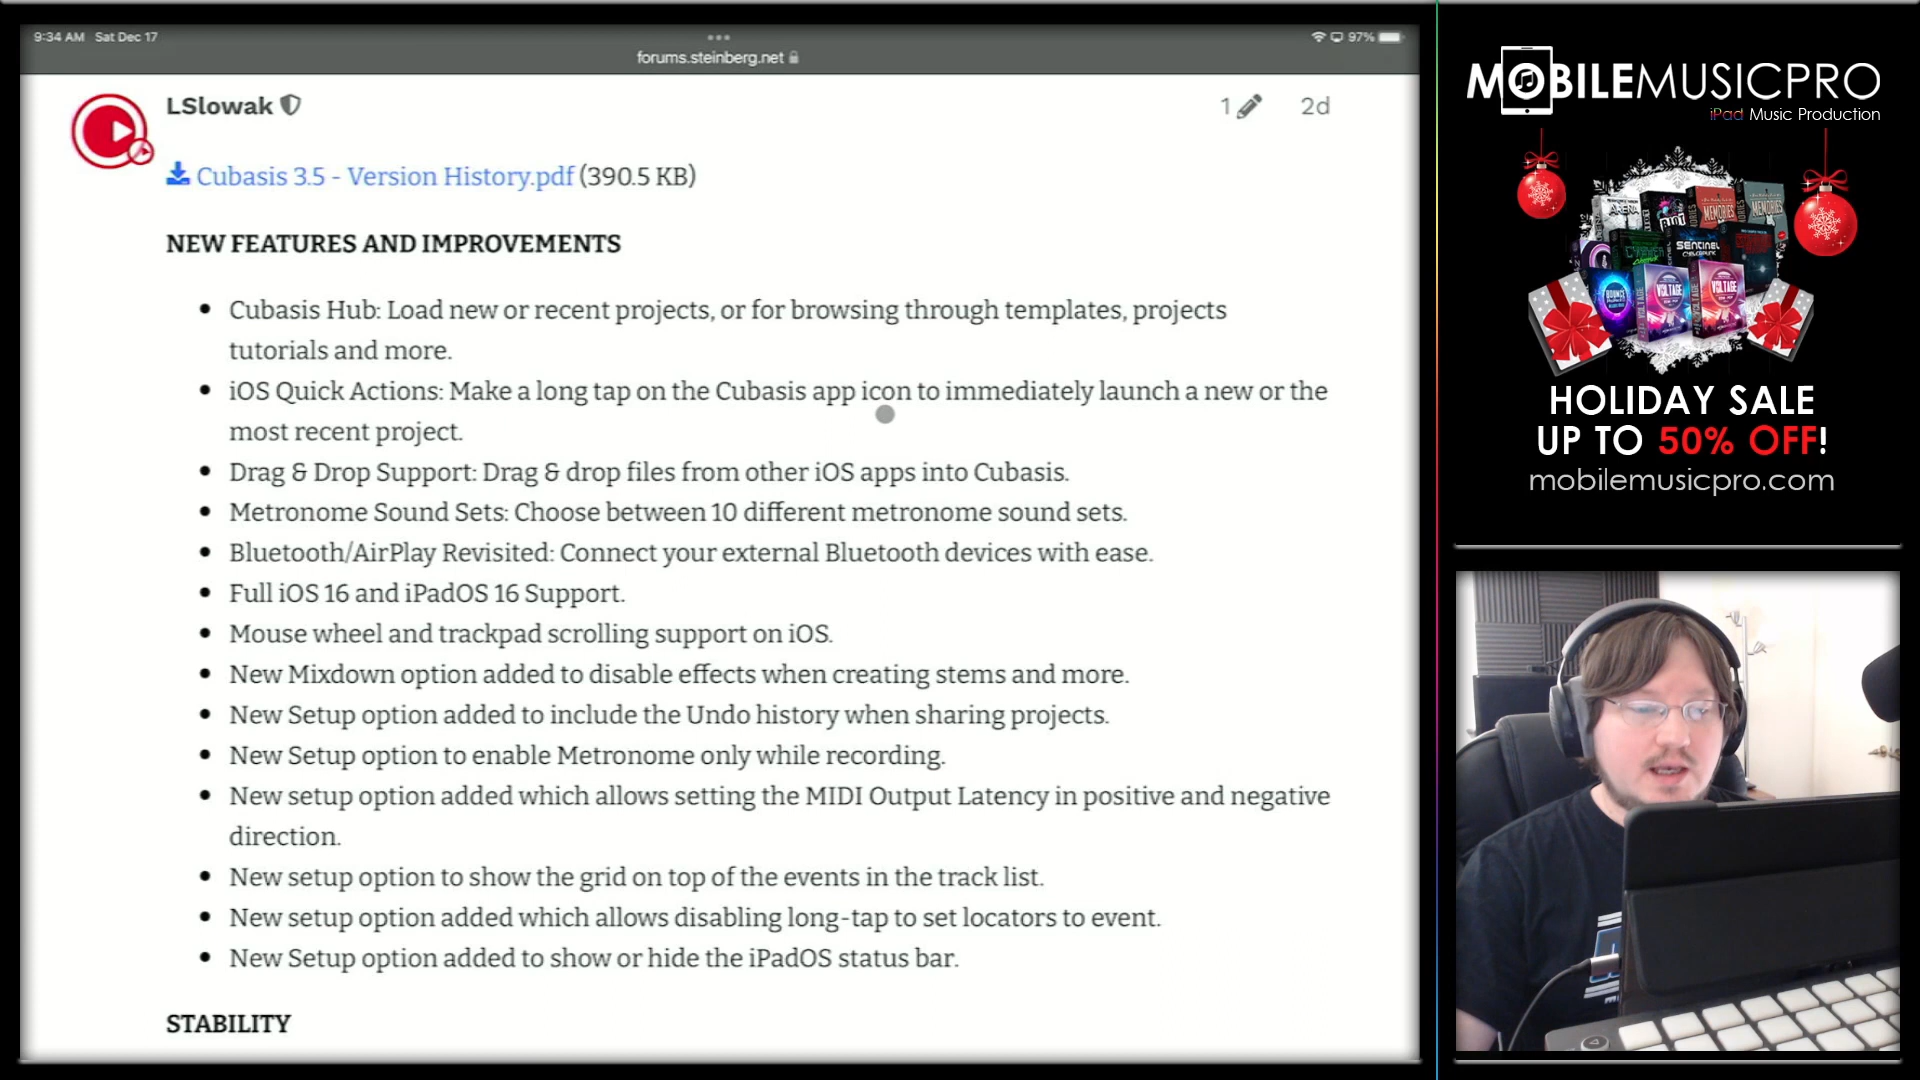 9:34 AM Sat Dec 17
97%
forums.steinberg.net
LSlowak
1
2d
Cubasis 3.5 - Version History.pdf (390.5 KB)
NEW FEATURES AND IMPROVEMENTS
Cubasis Hub: Load new or recent projects, or for browsing through templates, projects
tutorials and more.
iOS Quick Actions: Make a long tap on the Cubasis app icon to immediately launch a new or the
most recent project.
Drag & Drop Support: Drag & drop files from other iOS apps into Cubasis.
Metronome Sound Sets: Choose between 10 different metronome sound sets.
Bluetooth/AirPlay Revisited: Connect your external Bluetooth devices with ease.
Full iOS 16 and iPadOS 16 Support.
Mouse wheel and trackpad scrolling support on iOS.
New Mixdown option added to disable effects when creating stems and more.
New Setup option added to include the Undo history when sharing projects.
New Setup option to enable Metronome only while recording.
New setup option added which allows setting the MIDI Output Latency in positive and negative
direction.
New setup option to show the grid on top of the events in the track list.
New setup option added which allows disabling long-tap to set locators to event.
New Setup option added to show or hide the iPadOS status bar.
STABILITY
MOBILEMUSICPRO
iPad Music Production
ARENA
RIOT
MEMORIES
MEMORIES
SENTINEL
BOUNCE
VOLTAGE
VOLTAGE
HOLIDAY SALE
UP TO 50% OFF!
mobilemusicpro.com